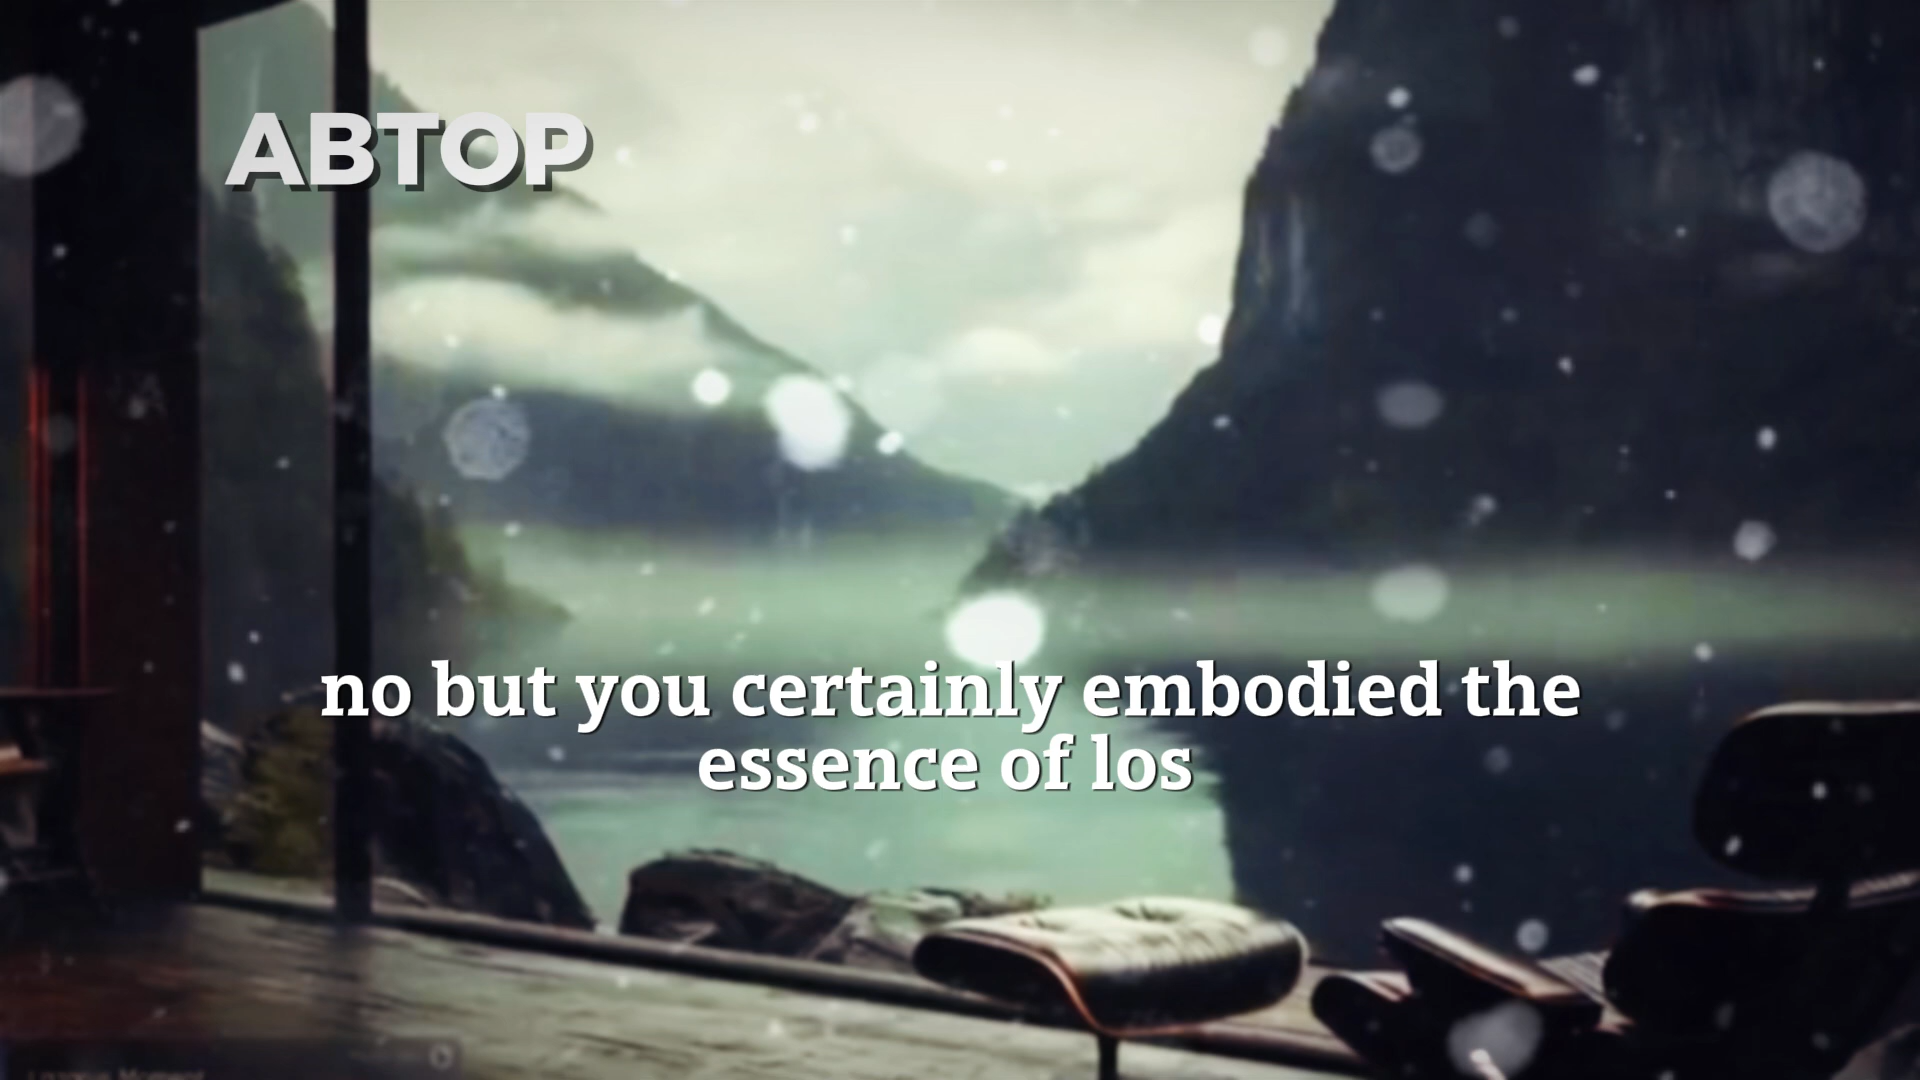 АВТОР
no but you certainly embodied the
essence of los